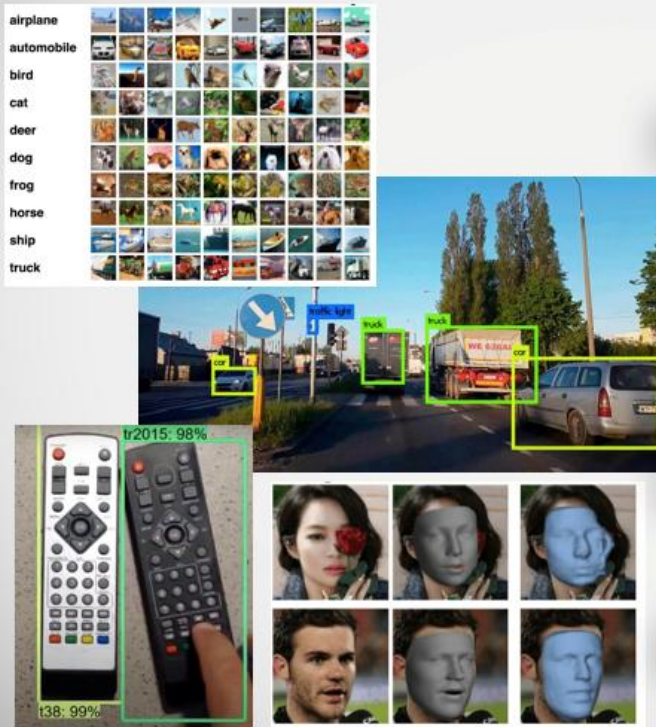 airplane
automobile
bird
cat
deer
dog
frog
horse
ship
truck
traffic light
truck
truck
car
car
tr2015: 98%
t38: 99%